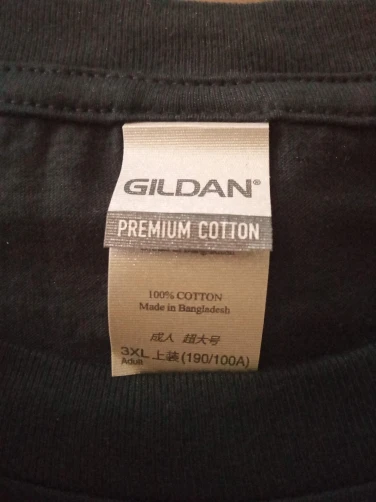 GILDAN®
PREMIUM COTTON
100% COTTON
Made in Bangladesh
成人 超大号
3XL 上装(190/100A)
Adult